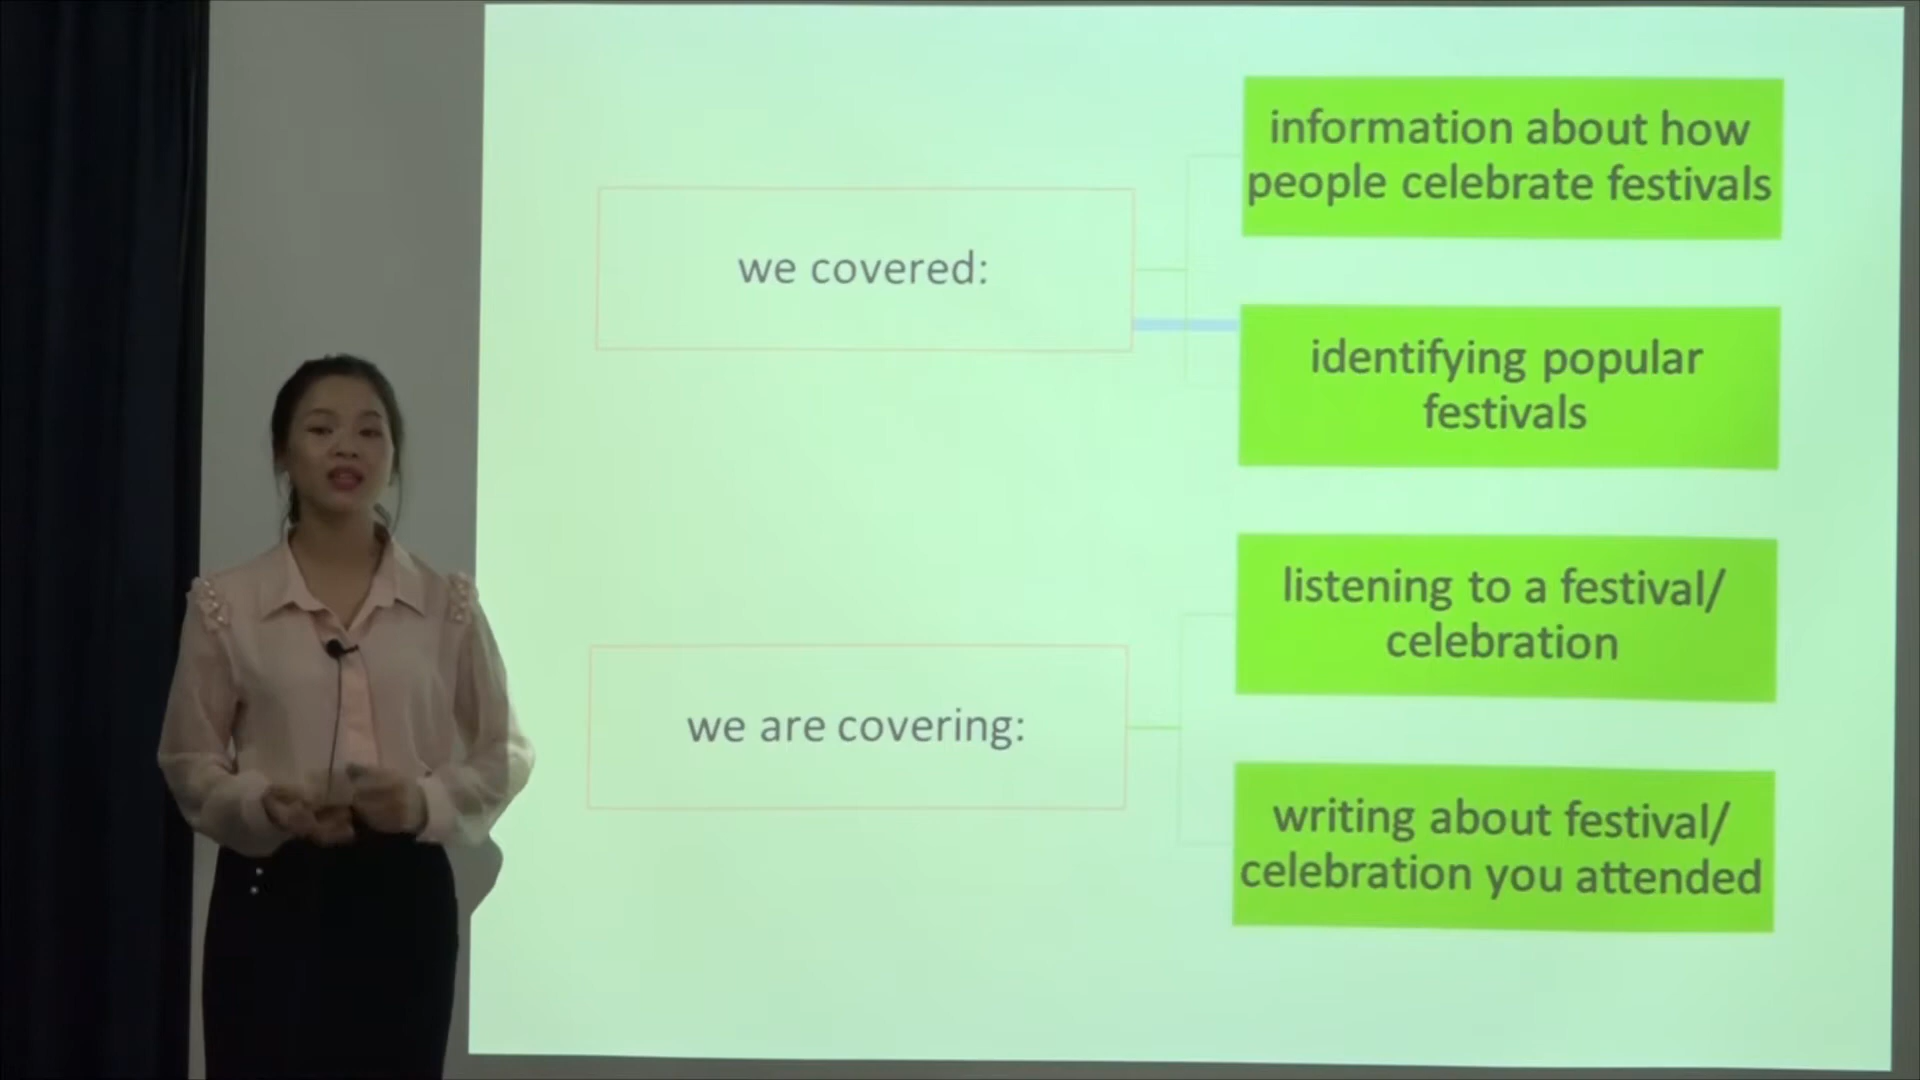 we covered:
information about how
people celebrate festivals
identifying popular
festivals
we are covering:
listening to a festival/
celebration
writing about festival/
celebration you attended